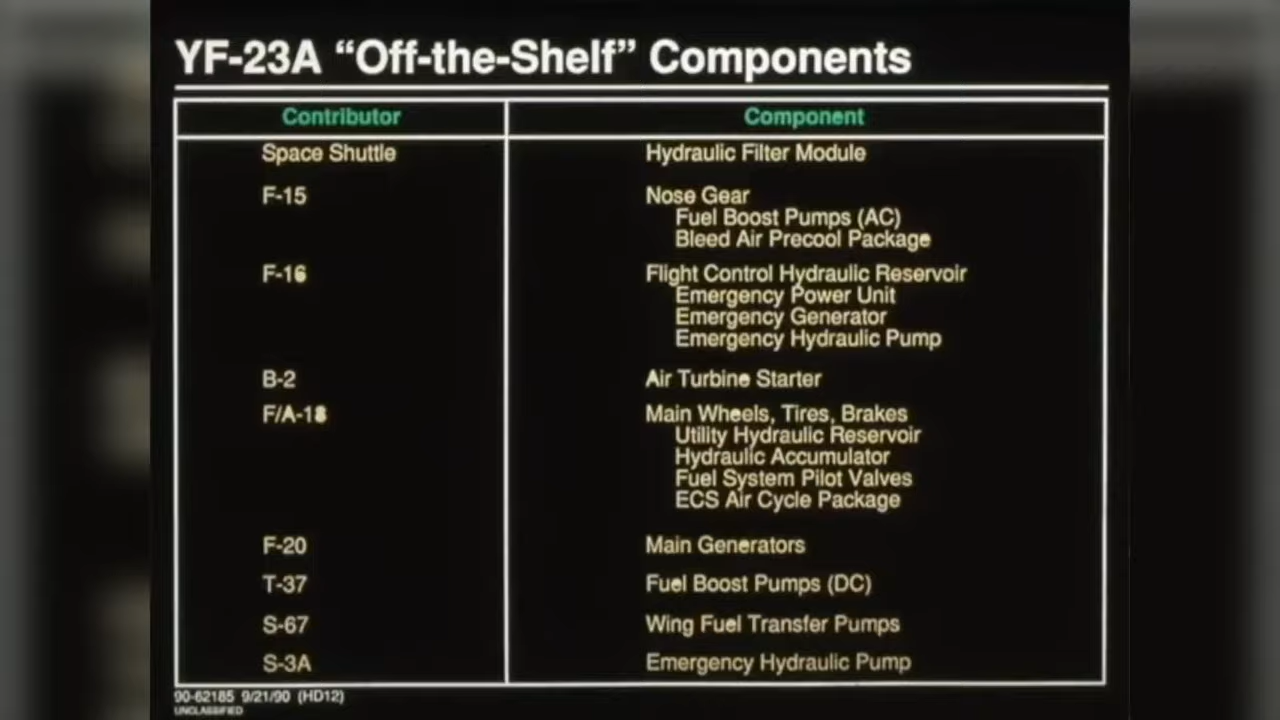 YF-23A “Off-the-Shelf” Components
Contributor Component
Space Shuttle Hydraulic Filter Module
F-15 Nose Gear
Fuel Boost Pumps (AC)
Bleed Air Precool Package
F-16 Flight Control Hydraulic Reservoir
Emergency Power Unit
Emergency Generator
Emergency Hydraulic Pump
B-2 Air Turbine Starter
F/A-18 Main Wheels, Tires, Brakes
Utility Hydraulic Reservoir
Hydraulic Accumulator
Fuel System Pilot Valves
ECS Air Cycle Package
F-20 Main Generators
T-37 Fuel Boost Pumps (DC)
S-67 Wing Fuel Transfer Pumps
S-3A Emergency Hydraulic Pump
90-62185 9/21/90 (HD12)
UNCLASSIFIED